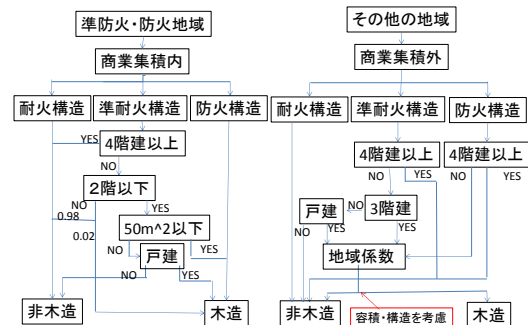 準防火・防火地域
商業集積内
耐火構造
準耐火構造
防火構造
YES
4階建以上
NO
2階以下
NO
YES
0.98
0.02
50m^2以下
NO
YES
戸建
NO
YES
非木造
木造
その他の地域
商業集積外
耐火構造
準耐火構造
防火構造
4階建以上
4階建以上
NO
YES
NO
YES
戸建
NO
3階建
NO
YES
YES
地域係数
非木造
容積・構造を考慮
木造